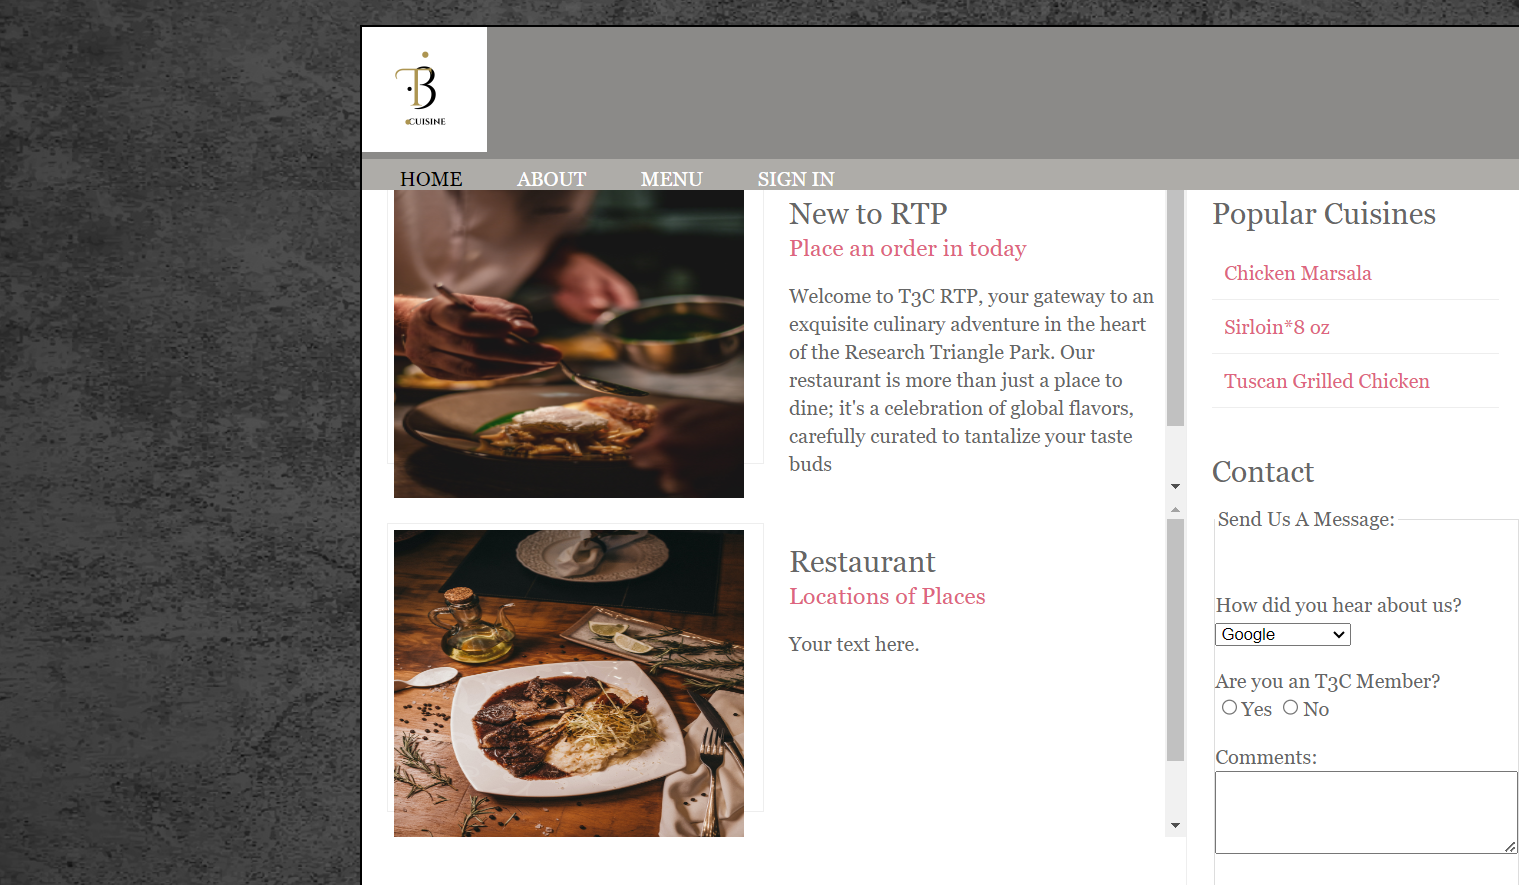 T3
CUISINE
HOME ABOUT MENU SIGN IN
New to RTP
Place an order in today
Welcome to T3C RTP, your gateway to an
exquisite culinary adventure in the heart
of the Research Triangle Park. Our
restaurant is more than just a place to
dine; it's a celebration of global flavors,
carefully curated to tantalize your taste
buds
Restaurant
Locations of Places
Your text here.
Popular Cuisines
Chicken Marsala
Sirloin*8 oz
Tuscan Grilled Chicken
Contact
Send Us A Message:
How did you hear about us?
Google
Are you an T3C Member?
Yes No
Comments: